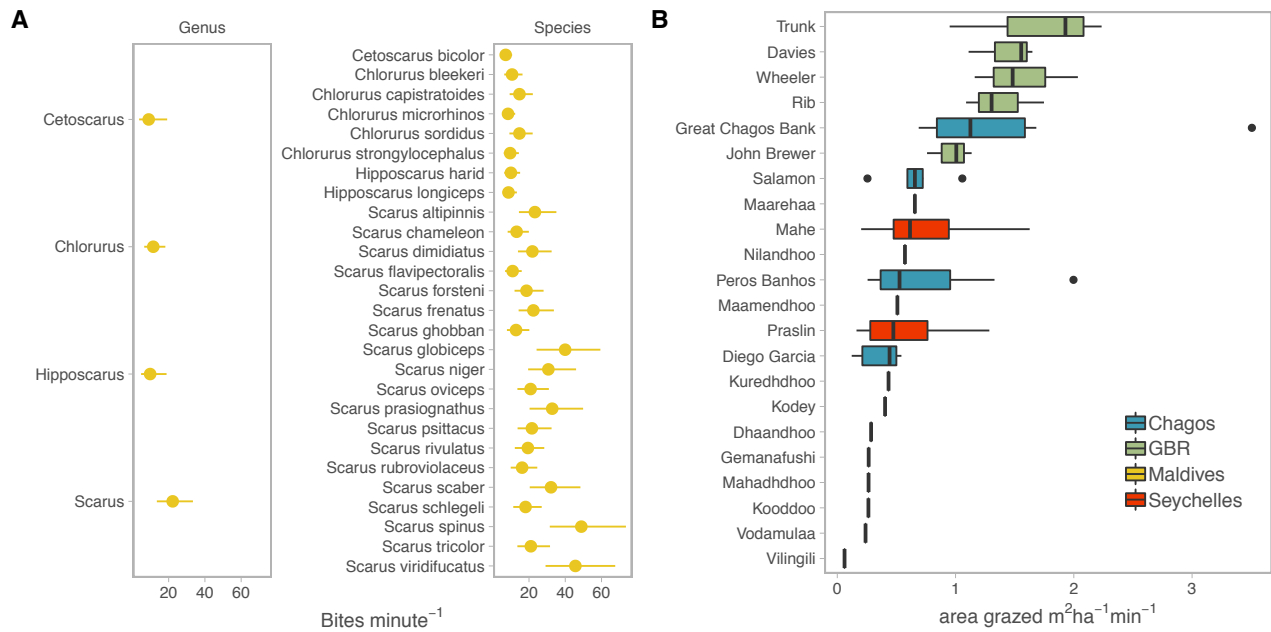 A
Genus
Cetoscarus
Chlorurus
Hipposcarus
Scarus
20 40 60
Species
Cetoscarus bicolor
Chlorurus bleekeri
Chlorurus capistratoides
Chlorurus microrhinos
Chlorurus sordidus
Chlorurus strongylocephalus
Hipposcarus harid
Hipposcarus longiceps
Scarus altipinnis
Scarus chameleon
Scarus dimidiatus
Scarus flavipectoralis
Scarus forsteni
Scarus frenatus
Scarus ghobban
Scarus globiceps
Scarus niger
Scarus oviceps
Scarus prasiognathus
Scarus psittacus
Scarus rivulatus
Scarus rubroviolaceus
Scarus scaber
Scarus schlegeli
Scarus spinus
Scarus tricolor
Scarus viridifucatus
20 40 60
Bites minute⁻¹
B
Trunk
Davies
Wheeler
Rib
Great Chagos Bank
John Brewer
Salamon
Maarehaa
Mahe
Nilandhoo
Peros Banhos
Maamendhoo
Praslin
Diego Garcia
Kuredhdhoo
Kodey
Dhaandhoo
Gemanafushi
Mahadhdhoo
Kooddoo
Vodamulaa
Vilingili
Chagos
GBR
Maldives
Seychelles
0 1 2 3
area grazed m²ha⁻¹min⁻¹